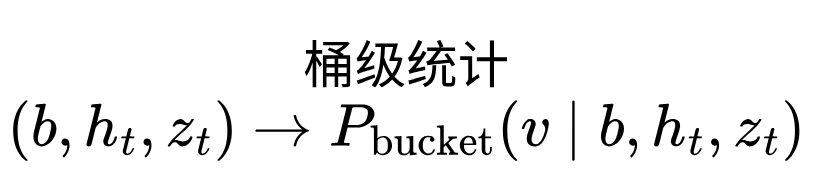 桶级统计
(b, h_t, z_t) → P_bucket(v | b, h_t, z_t)